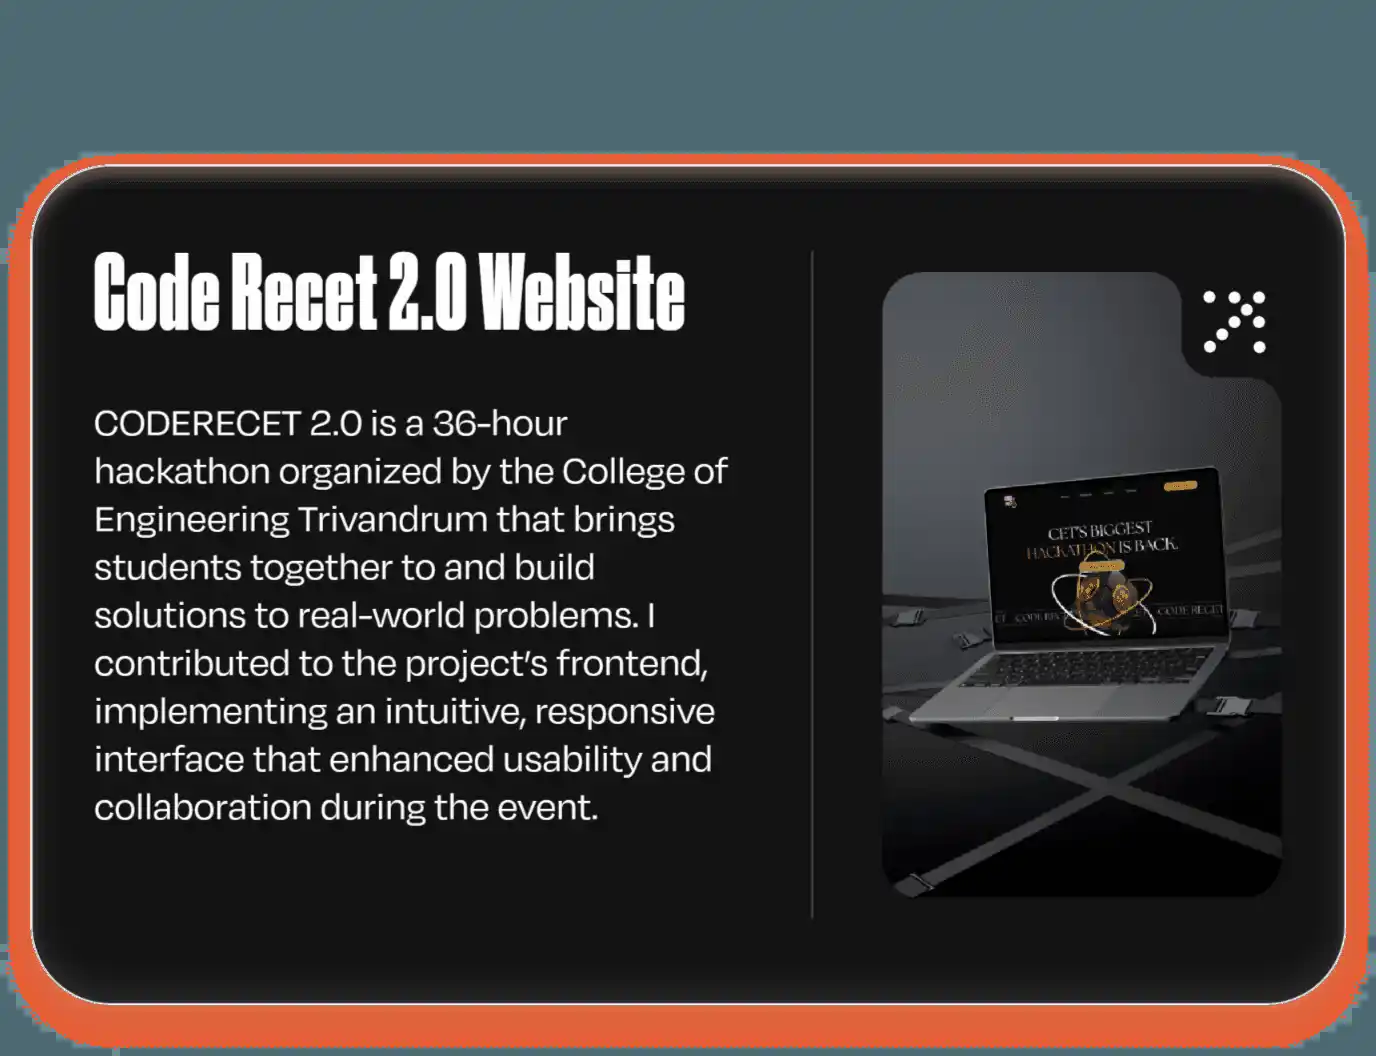 Code Recet 2.0 Website
CODERECET 2.0 is a 36-hour
hackathon organized by the College of
Engineering Trivandrum that brings
students together to and build
solutions to real-world problems. I
contributed to the project's frontend,
implementing an intuitive, responsive
interface that enhanced usability and
collaboration during the event.
CET'S BIGGEST
HACKATHON IS BACK.
CODE RECET